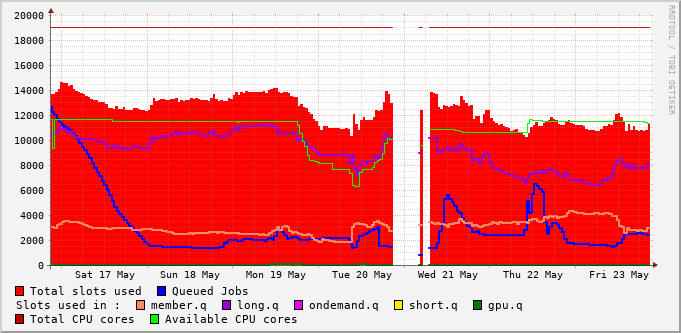 RRDTOOL / TOBI OETIKER
20000
18000
16000
14000
12000
10000
8000
6000
4000
2000
0
Sat 17 May Sun 18 May Mon 19 May Tue 20 May Wed 21 May Thu 22 May Fri 23 May
Total slots used Queued Jobs
Slots used in : member.q long.q ondemand.q short.q gpu.q
Total CPU cores Available CPU cores